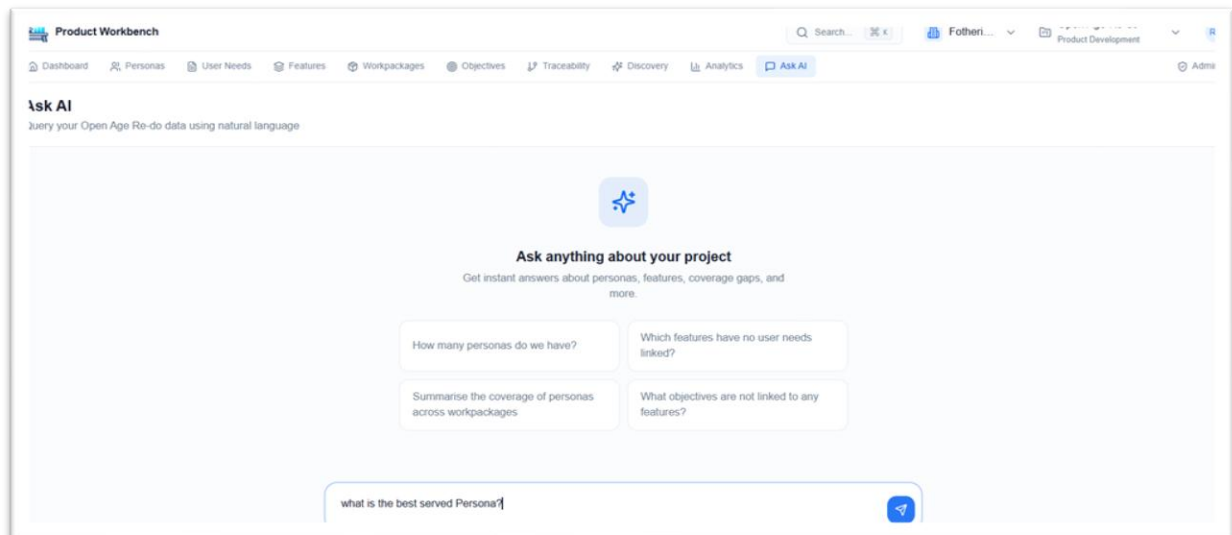 Product Workbench
Search... ⌘ K
Fotheri...
Product Development
Dashboard Personas User Needs Features Workpackages Objectives Traceability Discovery Analytics Ask AI
Ask AI
Query your Open Age Re-do data using natural language
Ask anything about your project
Get instant answers about personas, features, coverage gaps, and
more.
How many personas do we have?
Which features have no user needs
linked?
Summarise the coverage of personas
across workpackages
What objectives are not linked to any
features?
what is the best served Persona?